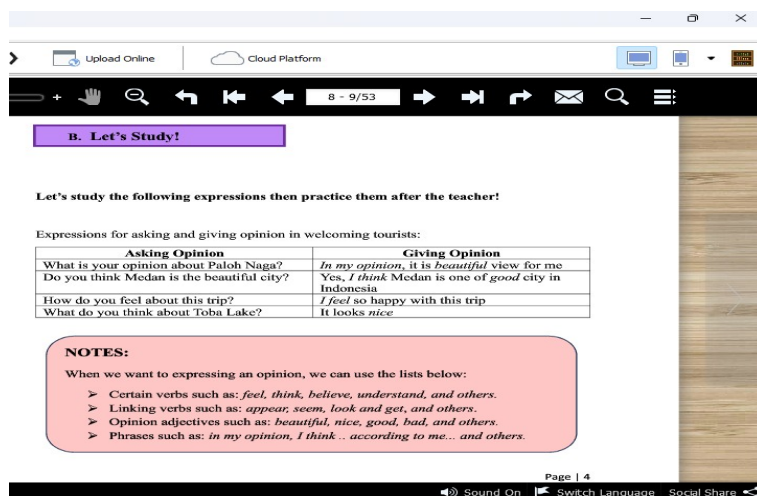 Upload Online
Cloud Platform
8 - 9/53
B. Let's Study!
Let's study the following expressions then practice them after the teacher!
Expressions for asking and giving opinion in welcoming tourists:
Asking Opinion
Giving Opinion
What is your opinion about Paloh Naga?
In my opinion, it is beautiful view for me
Do you think Medan is the beautiful city?
Yes, I think Medan is one of good city in
Indonesia
How do you feel about this trip?
I feel so happy with this trip
What do you think about Toba Lake?
It looks nice
NOTES:
When we want to expressing an opinion, we can use the lists below:
➢ Certain verbs such as: feel, think, believe, understand, and others.
➢ Linking verbs such as: appear, seem, look and get, and others.
➢ Opinion adjectives such as: beautiful, nice, good, bad, and others.
➢ Phrases such as: in my opinion, I think .. according to me... and others.
Page | 4
Sound On
Switch Language
Social Share